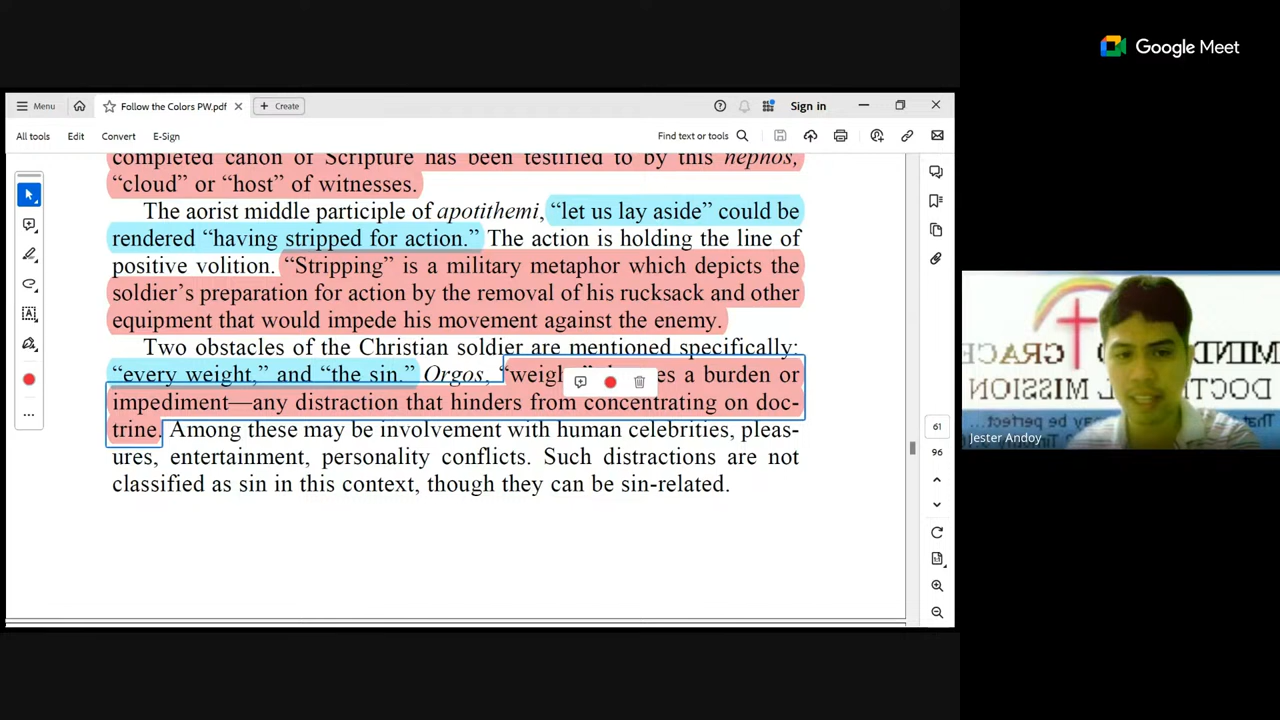 Google Meet
Menu
Follow the Colors PW.pdf
Create
Sign in
All tools
Edit
Convert
E-Sign
Find text or tools
completed canon of Scripture has been testified to by this nephos,
“cloud” or “host” of witnesses.
The aorist middle participle of apotithemi, “let us lay aside” could be
rendered “having stripped for action.” The action is holding the line of
positive volition. “Stripping” is a military metaphor which depicts the
soldier’s preparation for action by the removal of his rucksack and other
equipment that would impede his movement against the enemy.
Two obstacles of the Christian soldier are mentioned specifically:
“every weight,” and “the sin.” Orgos, a burden or
impediment—any distraction that hinders from concentrating on doc-
trine. Among these may be involvement with human celebrities, pleas-
ures, entertainment, personality conflicts. Such distractions are not
classified as sin in this context, though they can be sin-related.
61
96
GRACE
MIND
DOCT
L MISSION
may be perfect
Jester Andoy